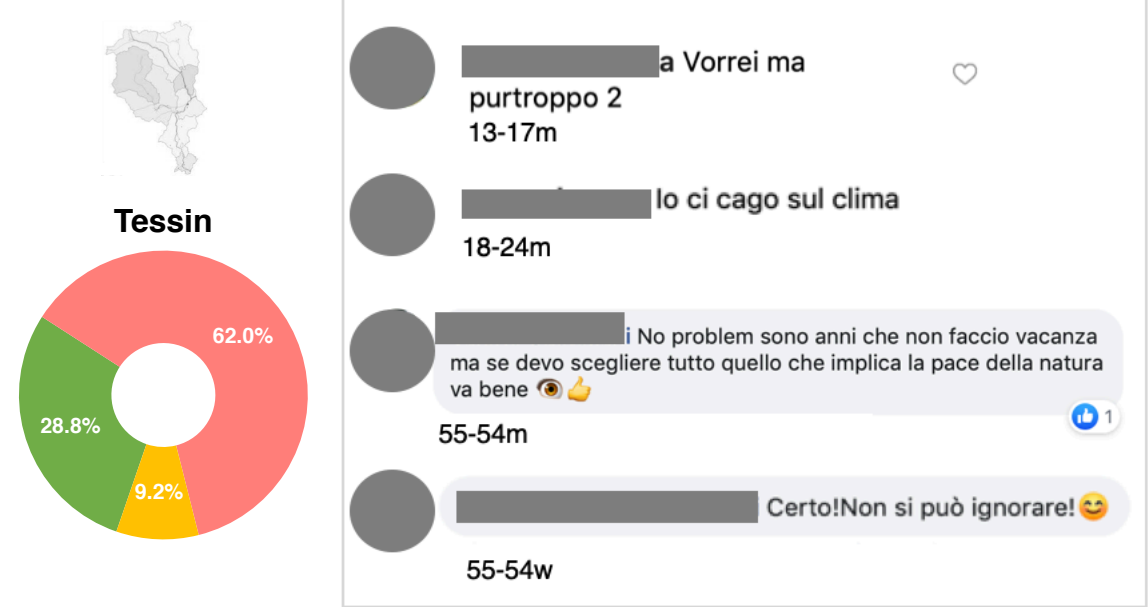 Tessin
62.0%
28.8%
9.2%
a Vorrei ma
purtroppo 2
13-17m
Io ci cago sul clima
18-24m
i No problem sono anni che non faccio vacanza
ma se devo scegliere tutto quello che implica la pace della natura
va bene 👁👍
1
55-54m
Certo!Non si può ignorare!😊
55-54w